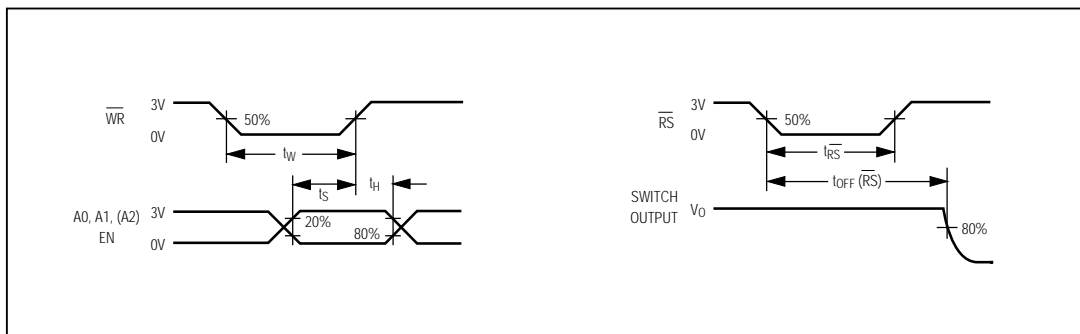 WR
3V
0V
50%
tW
tS
tH
A0, A1, (A2)
EN
3V
0V
20%
80%
RS
3V
0V
50%
tRS
tOFF (RS)
SWITCH
OUTPUT
VO
80%